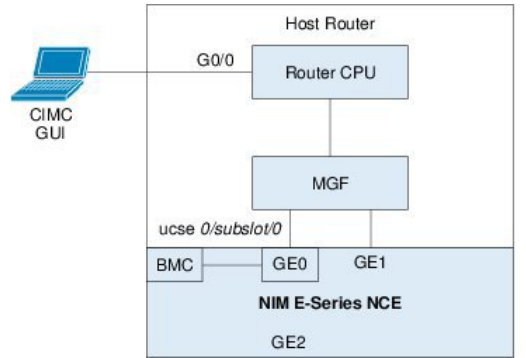 Host Router
G0/0
Router CPU
CIMC
GUI
MGF
ucse 0/subslot/0
BMC
GE0
GE1
NIM E-Series NCE
GE2